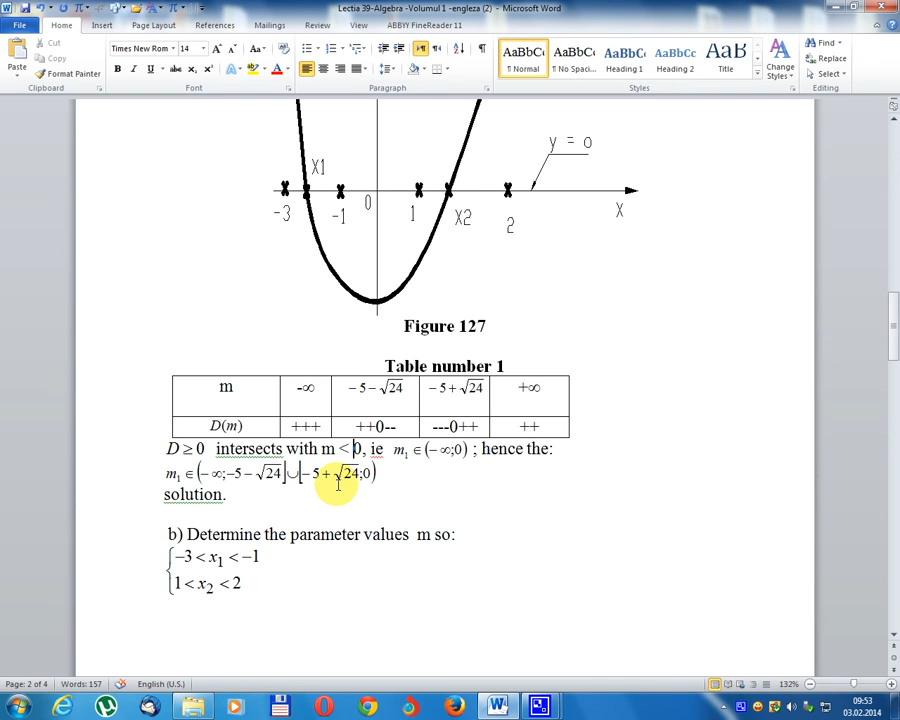 Lectia 39-Algebra -Volumul 1 -engleza (2) - Microsoft Word
File Home Insert Page Layout References Mailings Review View ABBYY FineReader 11
Cut
Copy
Format Painter
Paste
Clipboard
Times New Rom 14
Font
Paragraph
AaBbCc AaBbCc AaBbC AaBbCc AaB
¶ Normal ¶ No Spaci... Heading 1 Heading 2 Title
Change Styles
Styles
Find
Replace
Select
Editing
y = 0
X1
-3 -1 0 1 X2 2 X
Figure 127
Table number 1
m -∞ -5-√24 -5+√24 +∞
D(m) +++ ++0-- ---0++ ++
D ≥ 0 intersects with m < 0, ie m₁ ∈ (-∞;0) ; hence the:
m₁ ∈ (-∞;-5-√24] ∪ [-5+√24;0)
solution.
b) Determine the parameter values m so:
{ -3 < x₁ < -1
1 < x₂ < 2
Page: 2 of 4 Words: 157 English (U.S.) 132%
09:53
03.02.2014